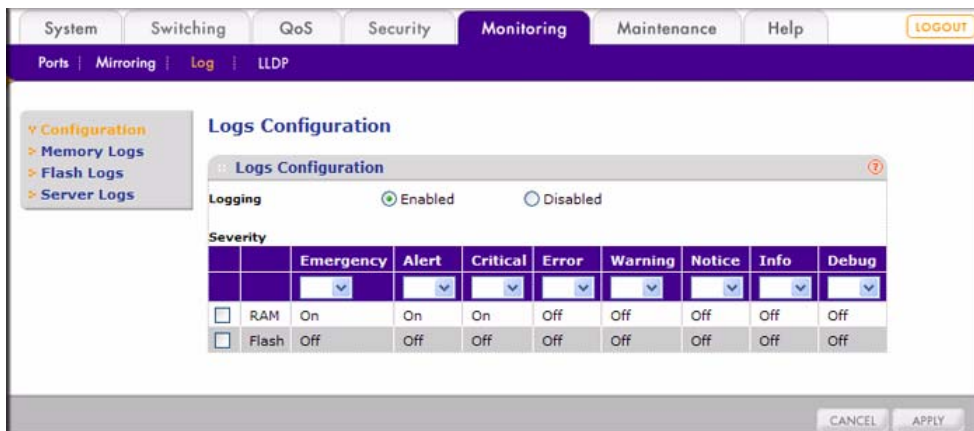 System Switching QoS Security Monitoring Maintenance Help LOGOUT
Ports Mirroring Log LLDP
Configuration
Memory Logs
Flash Logs
Server Logs
Logs Configuration
Logs Configuration ?
Logging Enabled Disabled
Severity
Emergency Alert Critical Error Warning Notice Info Debug
RAM On On On Off Off Off Off Off
Flash Off Off Off Off Off Off Off Off
CANCEL APPLY